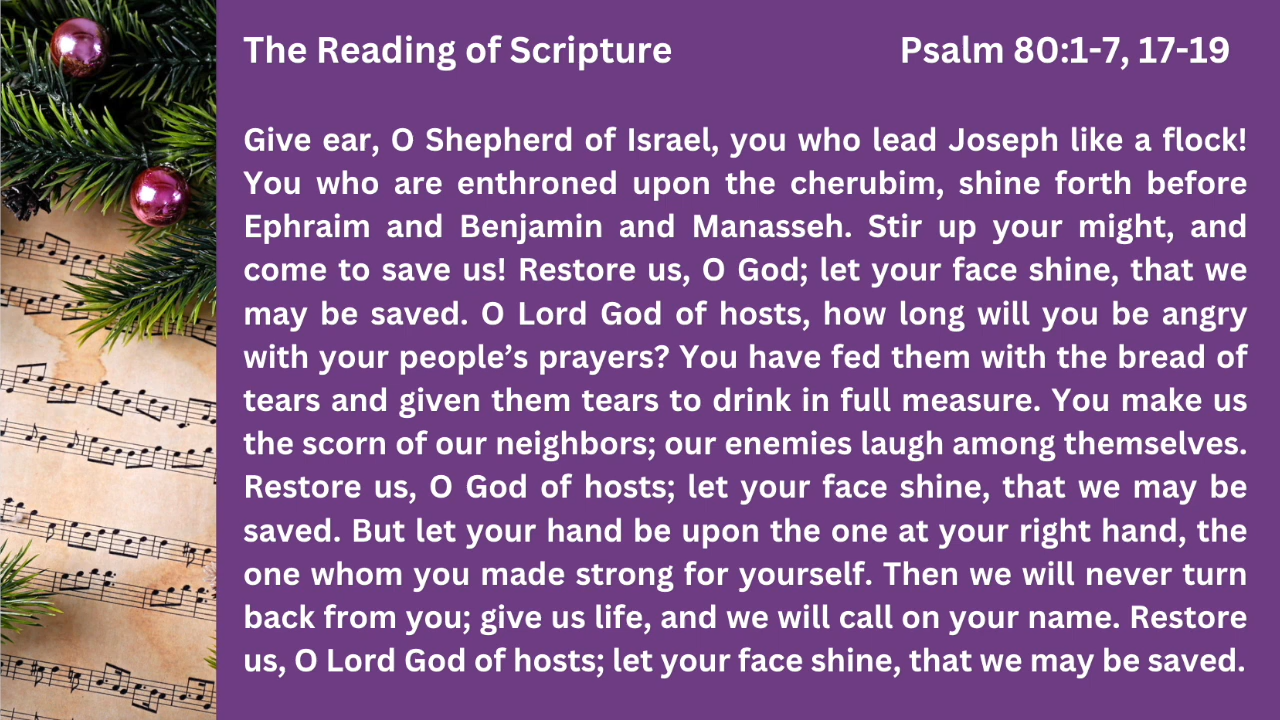 The Reading of Scripture Psalm 80:1-7, 17-19
Give ear, O Shepherd of Israel, you who lead Joseph like a flock!
You who are enthroned upon the cherubim, shine forth before
Ephraim and Benjamin and Manasseh. Stir up your might, and
come to save us! Restore us, O God; let your face shine, that we
may be saved. O Lord God of hosts, how long will you be angry
with your people’s prayers? You have fed them with the bread of
tears and given them tears to drink in full measure. You make us
the scorn of our neighbors; our enemies laugh among themselves.
Restore us, O God of hosts; let your face shine, that we may be
saved. But let your hand be upon the one at your right hand, the
one whom you made strong for yourself. Then we will never turn
back from you; give us life, and we will call on your name. Restore
us, O Lord God of hosts; let your face shine, that we may be saved.